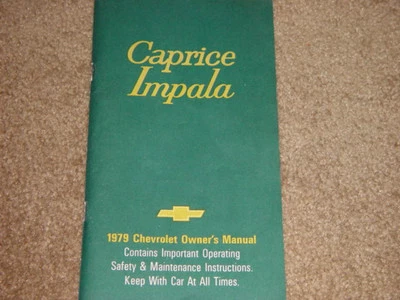 Caprice
Impala
1979 Chevrolet Owner's Manual
Contains Important Operating
Safety & Maintenance Instructions.
Keep With Car At All Times.